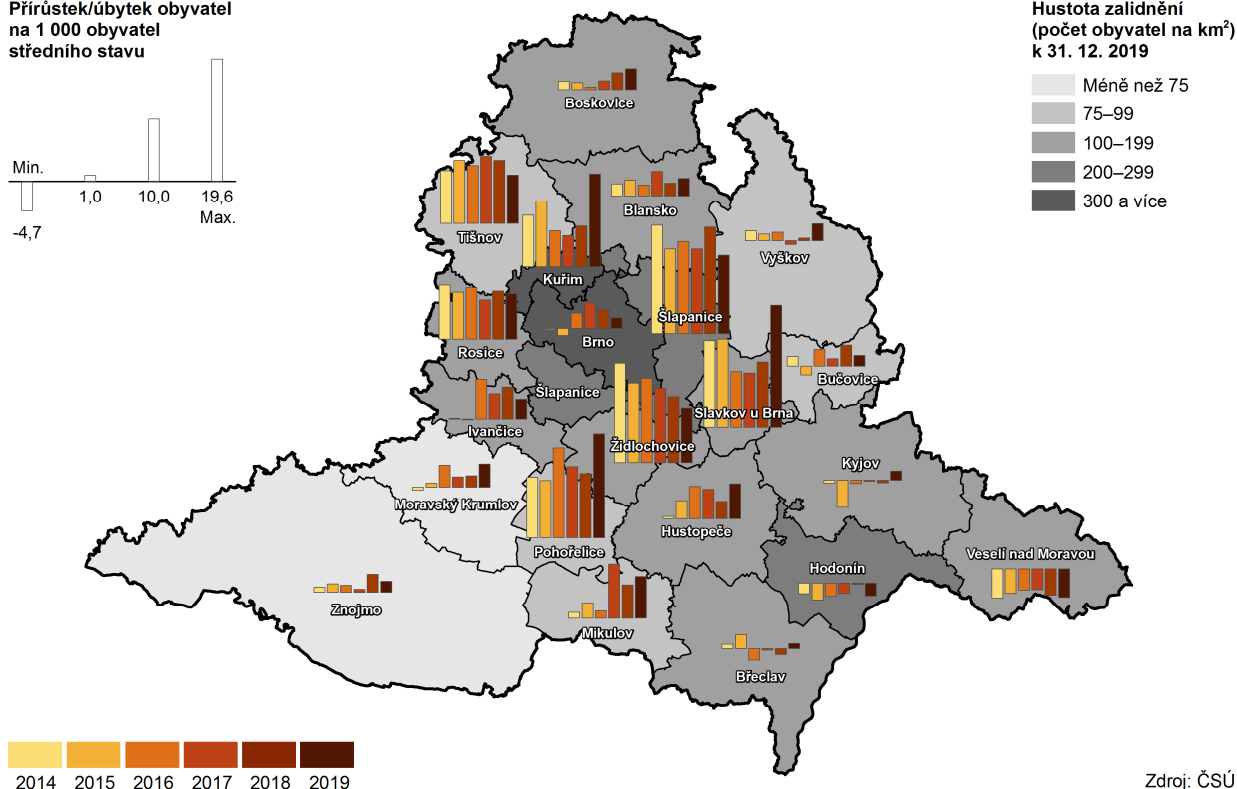 Přírůstek/úbytek obyvatel
na 1 000 obyvatel
středního stavu
Min.
-4,7
1,0
10,0
19,6
Max.
Hustota zalidnění
(počet obyvatel na km²)
k 31. 12. 2019
Méně než 75
75–99
100–199
200–299
300 a více
Boskovice
Blansko
Tišnov
Vyškov
Kuřim
Šlapanice
Brno
Rosice
Bučovice
Šlapanice
Slavkov u Brna
Ivančice
Židlochovice
Kyjov
Moravský Krumlov
Hustopeče
Pohořelice
Veselí nad Moravou
Hodonín
Znojmo
Mikulov
Břeclav
2014
2015
2016
2017
2018
2019
Zdroj: ČSÚ